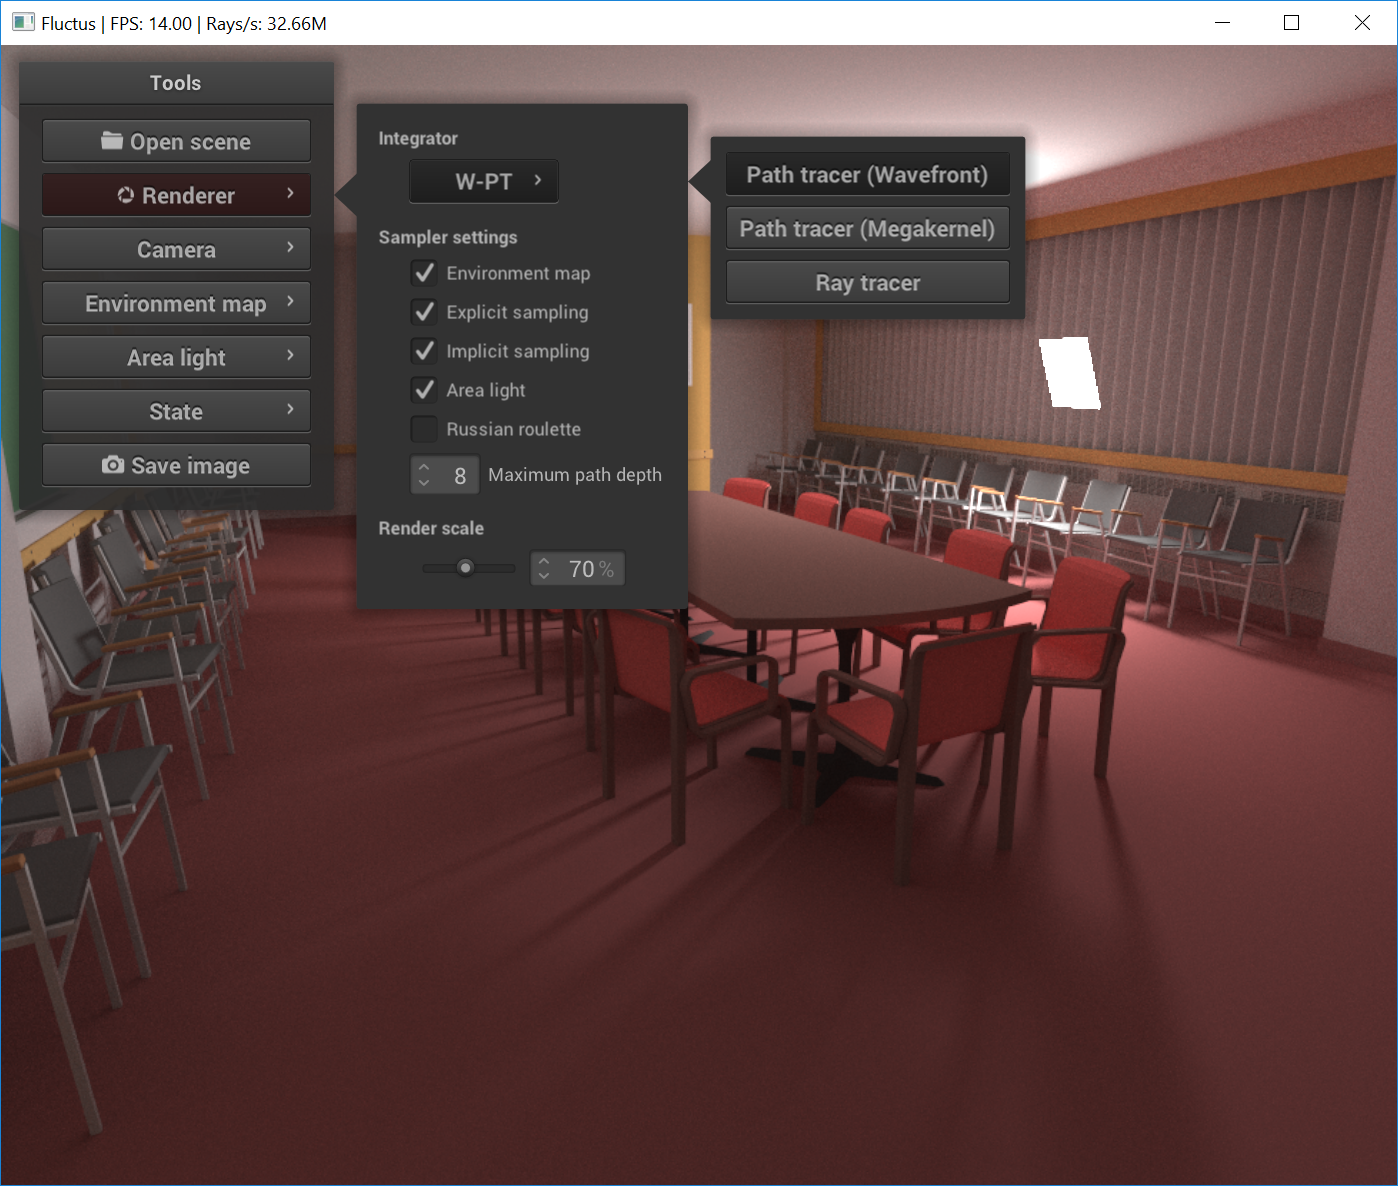 Fluctus | FPS: 14.00 | Rays/s: 32.66M
Tools
Open scene
Renderer
Camera
Environment map
Area light
State
Save image
Integrator
W-PT
Sampler settings
Environment map
Explicit sampling
Implicit sampling
Area light
Russian roulette
8 Maximum path depth
Render scale
70 %
Path tracer (Wavefront)
Path tracer (Megakernel)
Ray tracer